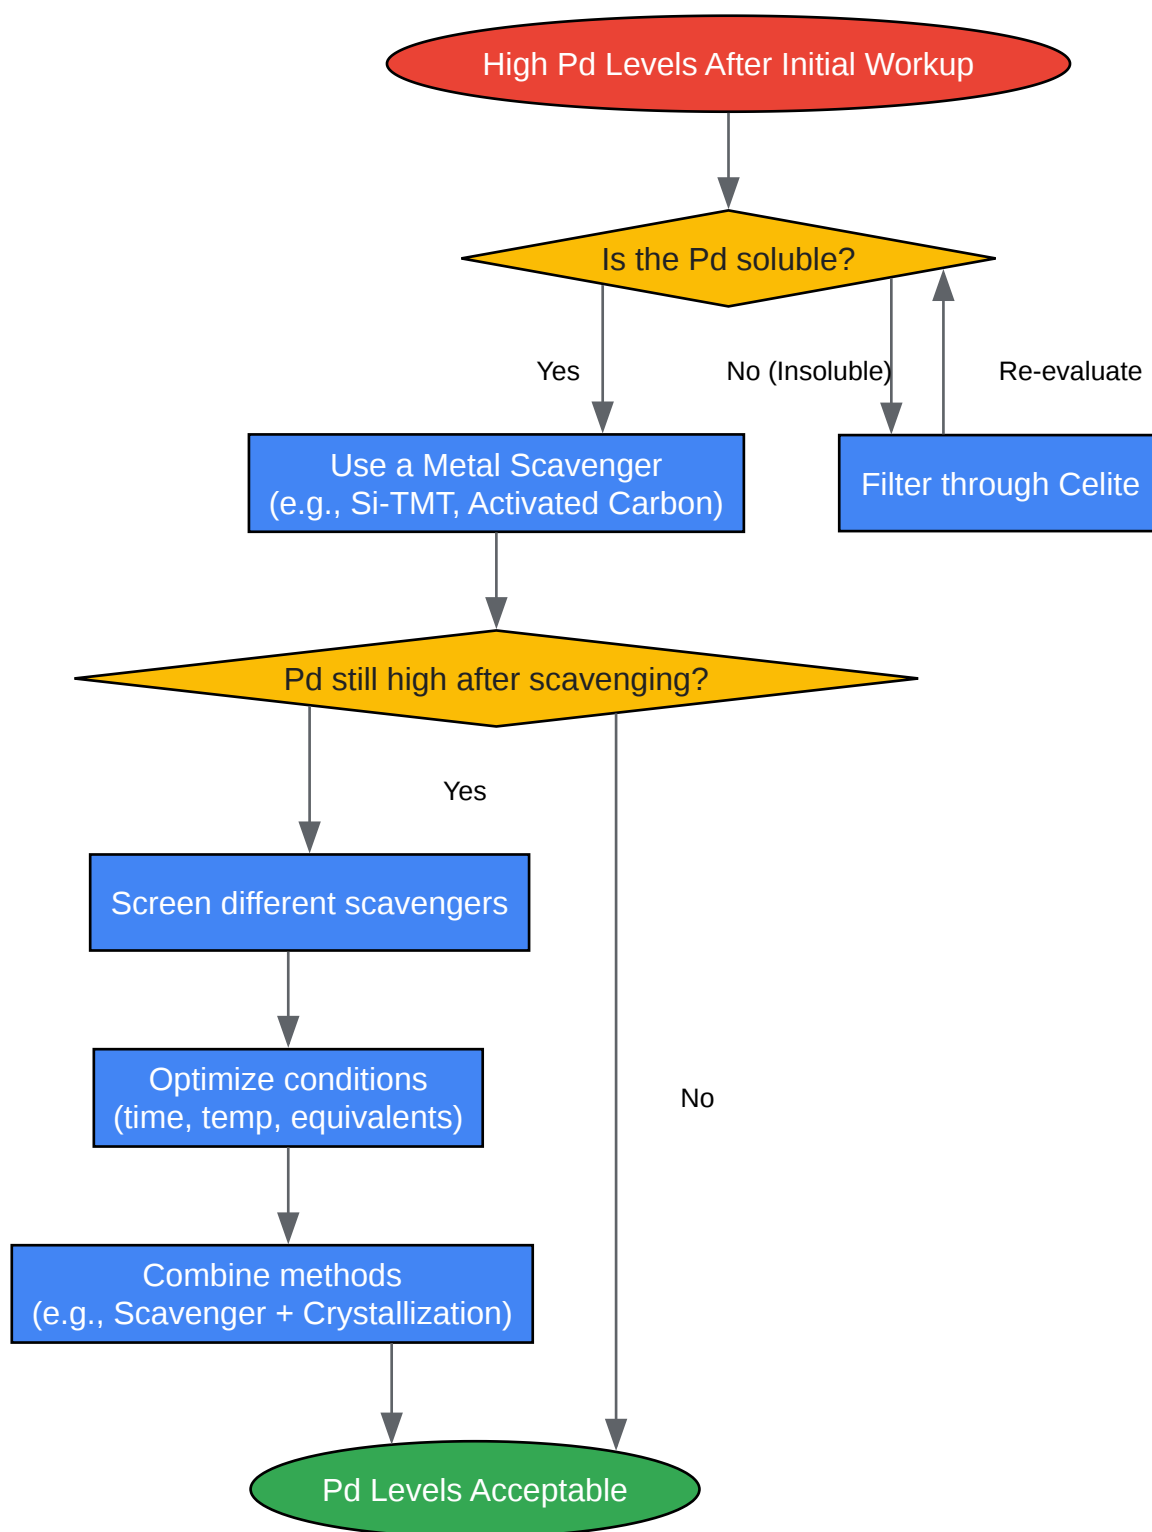 High Pd Levels After Initial Workup
Is the Pd soluble?
Yes
No (Insoluble)
Re-evaluate
Use a Metal Scavenger
(e.g., Si-TMT, Activated Carbon)
Filter through Celite
Pd still high after scavenging?
Yes
Screen different scavengers
Optimize conditions
(time, temp, equivalents)
No
Combine methods
(e.g., Scavenger + Crystallization)
Pd Levels Acceptable